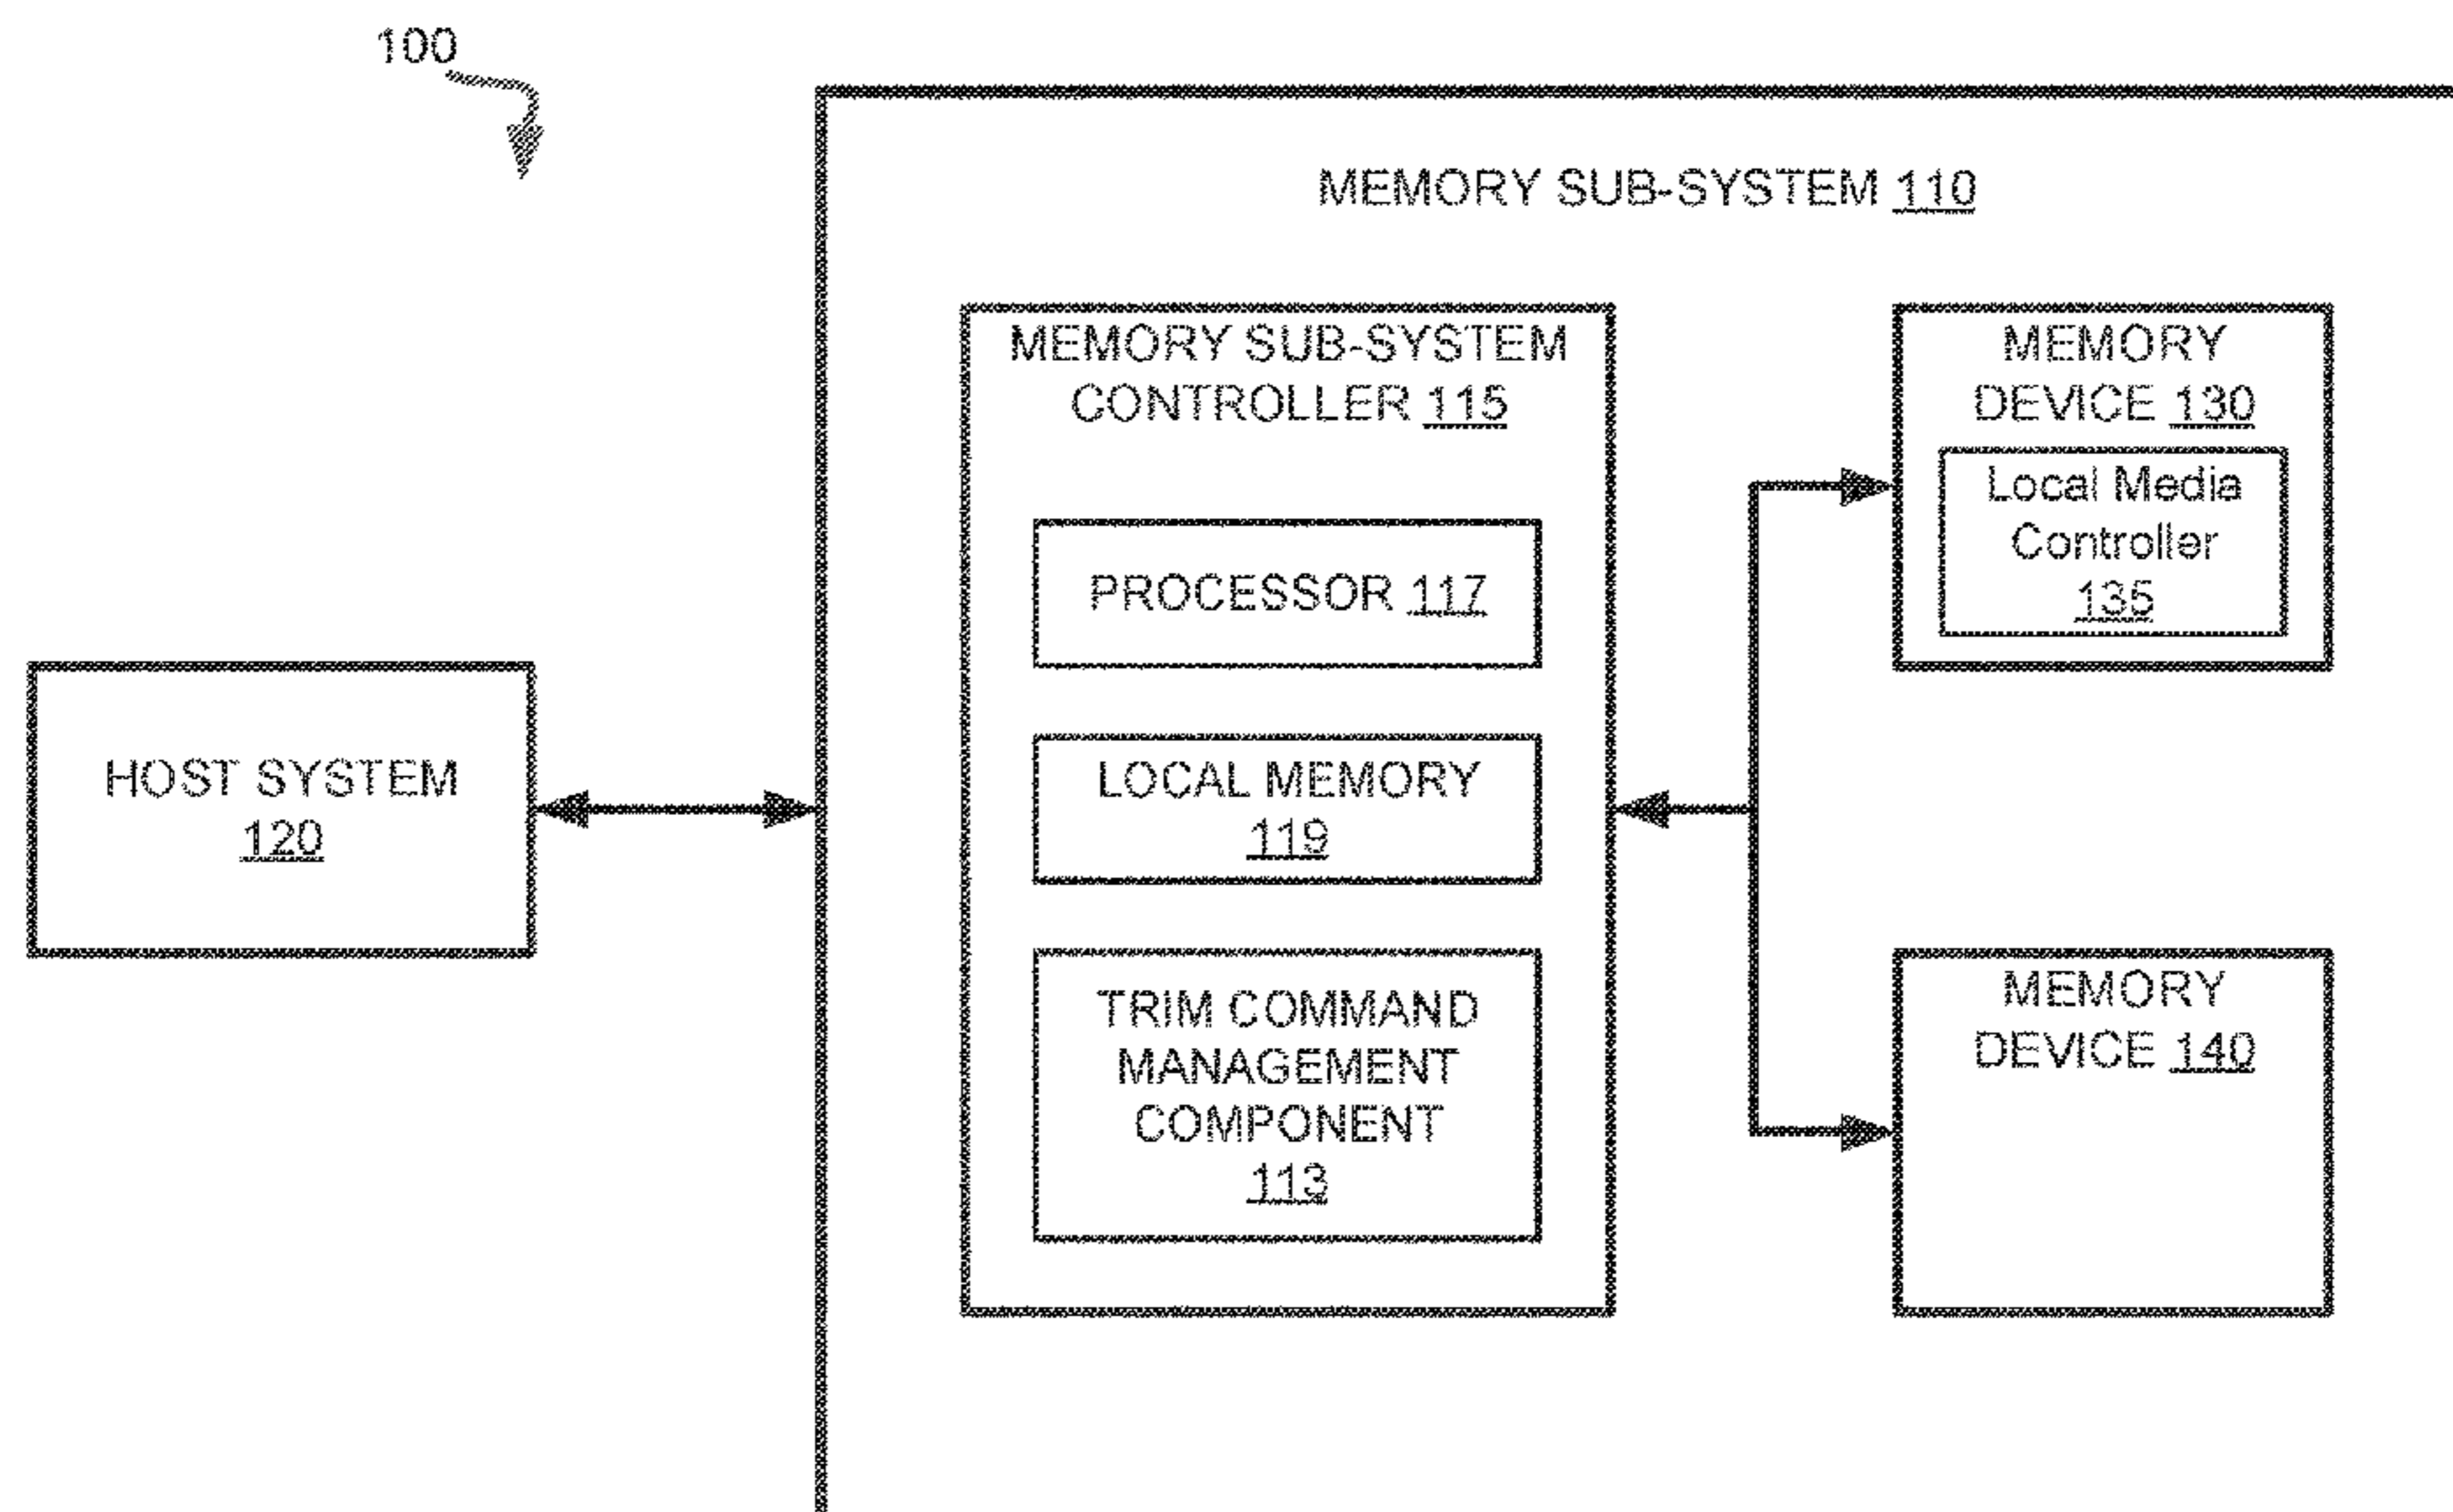 100
MEMORY SUB-SYSTEM 110
MEMORY SUB-SYSTEM
CONTROLLER 115
PROCESSOR 117
LOCAL MEMORY
119
TRIM COMMAND
MANAGEMENT
COMPONENT
113
MEMORY
DEVICE 130
Local Media
Controller
135
MEMORY
DEVICE 140
HOST SYSTEM
120